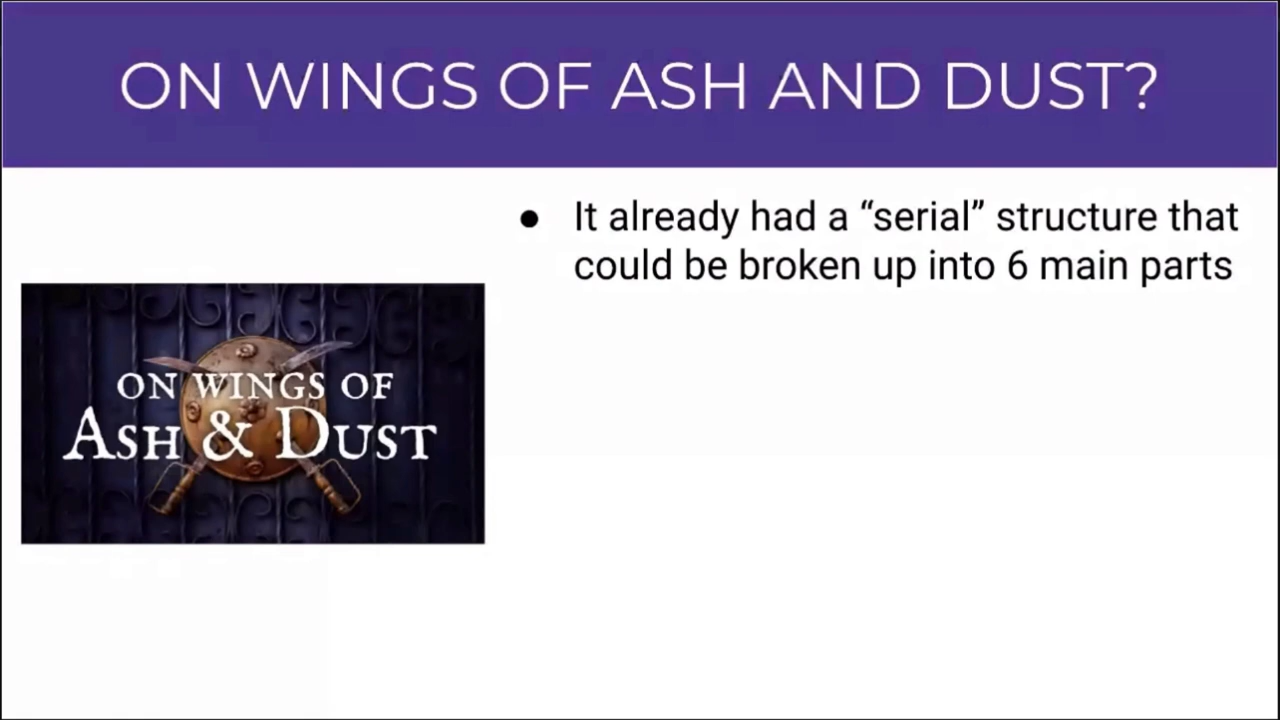 ON WINGS OF ASH AND DUST?
● It already had a “serial” structure that
could be broken up into 6 main parts
ON WINGS OF
ASH & DUST